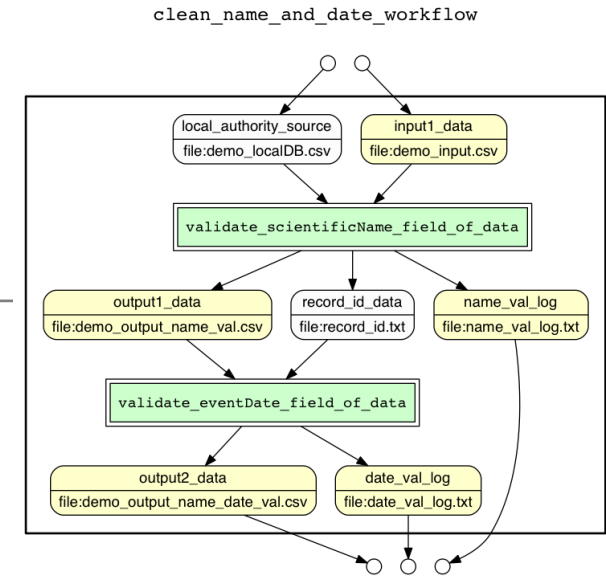 clean_name_and_date_workflow
local_authority_source
file:demo_localDB.csv
input1_data
file:demo_input.csv
validate_scientificName_field_of_data
output1_data
file:demo_output_name_val.csv
record_id_data
file:record_id.txt
name_val_log
file:name_val_log.txt
validate_eventDate_field_of_data
output2_data
file:demo_output_name_date_val.csv
date_val_log
file:date_val_log.txt